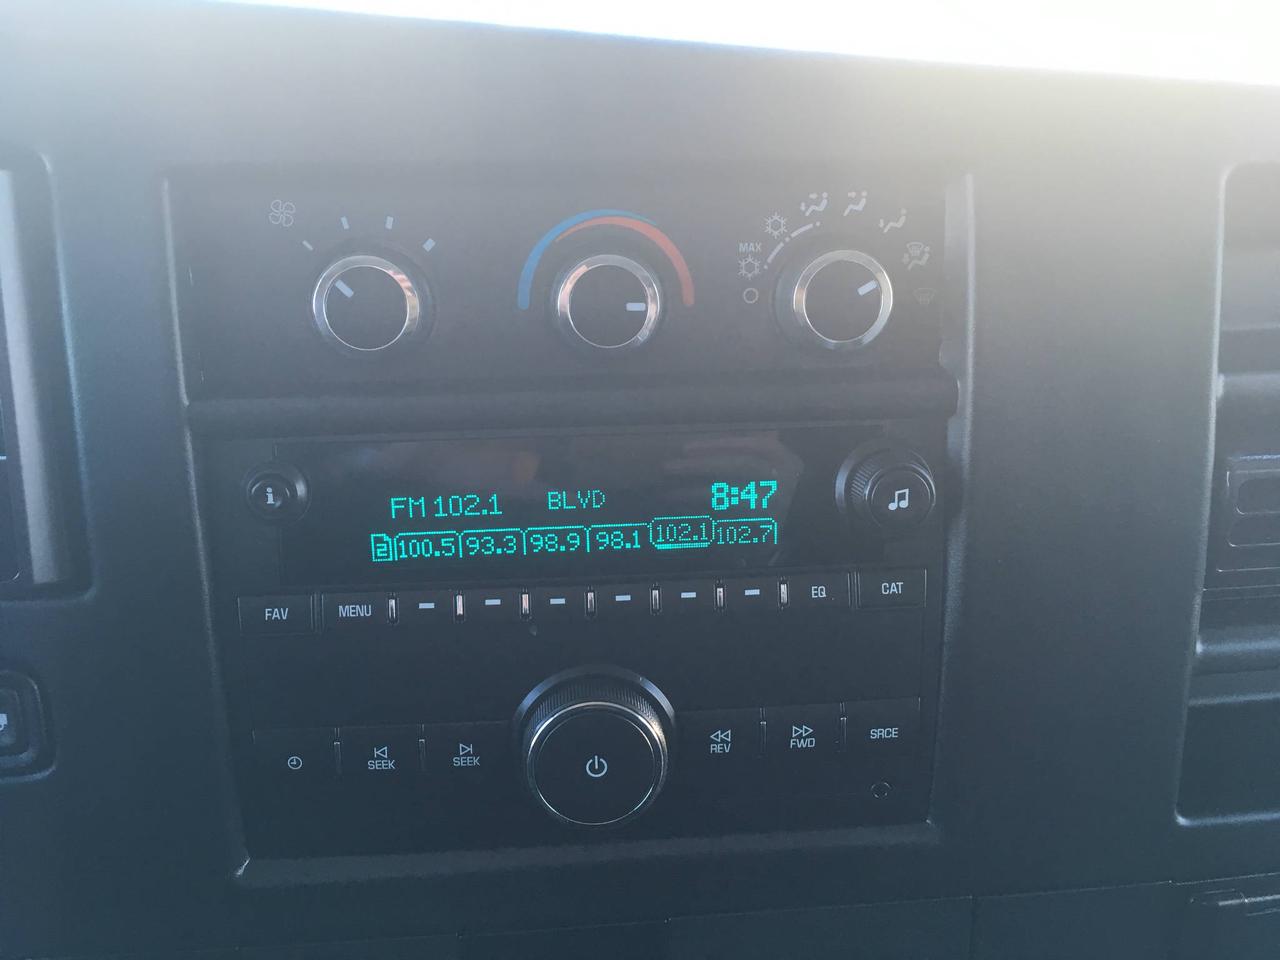 MAX
FM 102.1 BLVD 8:47
2 100.5 93.3 98.9 98.1 102.1 102.7
FAV MENU EQ CAT
SEEK SEEK REV FWD SRCE